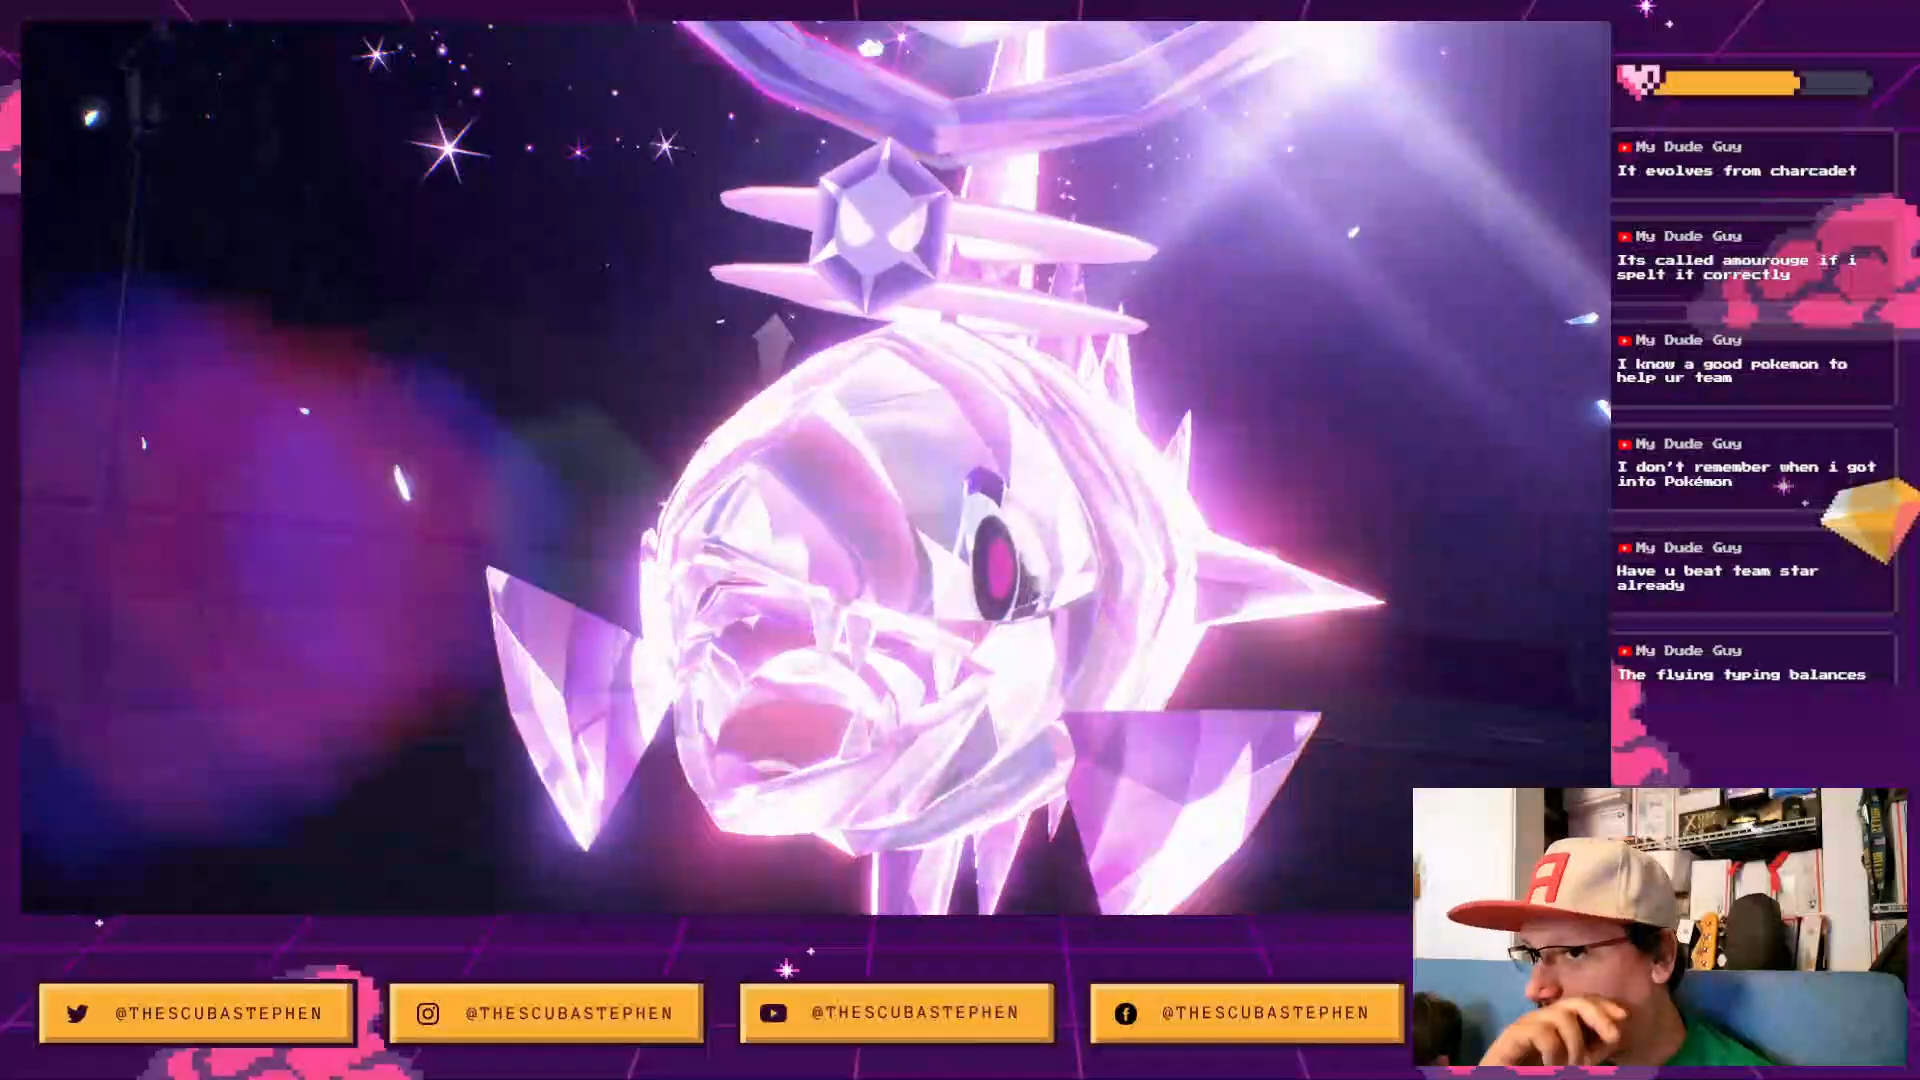 My Dude Guy
It evolves from charcadet
My Dude Guy
Its called amourouge if i
spelt it correctly
My Dude Guy
I know a good pokemon to
help ur team
My Dude Guy
I don't remember when i got
into Pokémon
My Dude Guy
Have u beat team star
already
My Dude Guy
The flying typing balances
@THESCUBASTEPHEN
@THESCUBASTEPHEN
@THESCUBASTEPHEN
@THESCUBASTEPHEN